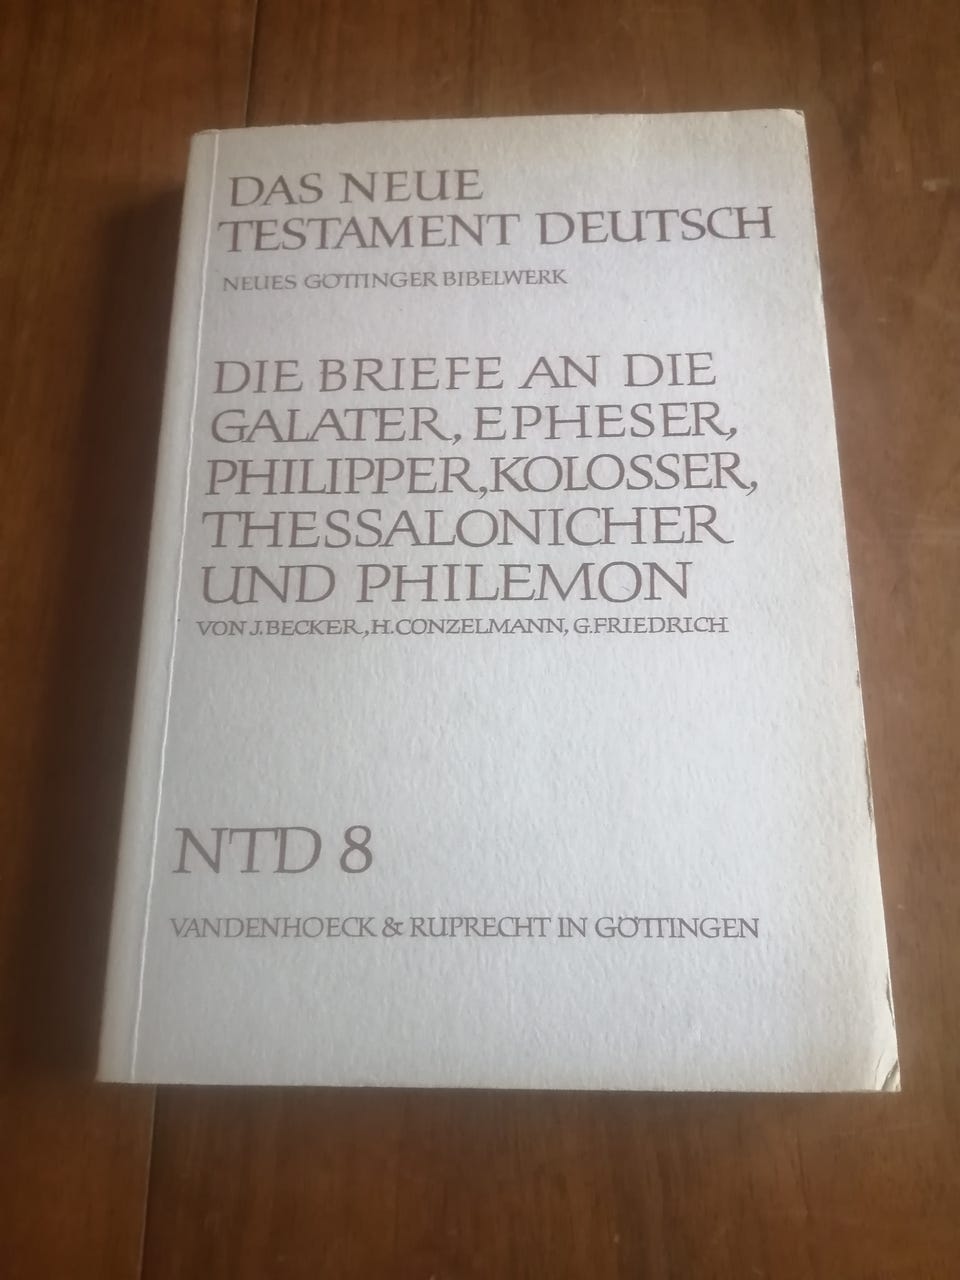 DAS NEUE
TESTAMENT DEUTSCH
NEUES GÖTTINGER BIBELWERK
DIE BRIEFE AN DIE
GALATER, EPHESER,
PHILIPPER, KOLOSSER,
THESSALONICHER
UND PHILEMON
VON J. BECKER, H. CONZELMANN, G. FRIEDRICH
NTD 8
VANDENHOECK & RUPRECHT IN GÖTTINGEN